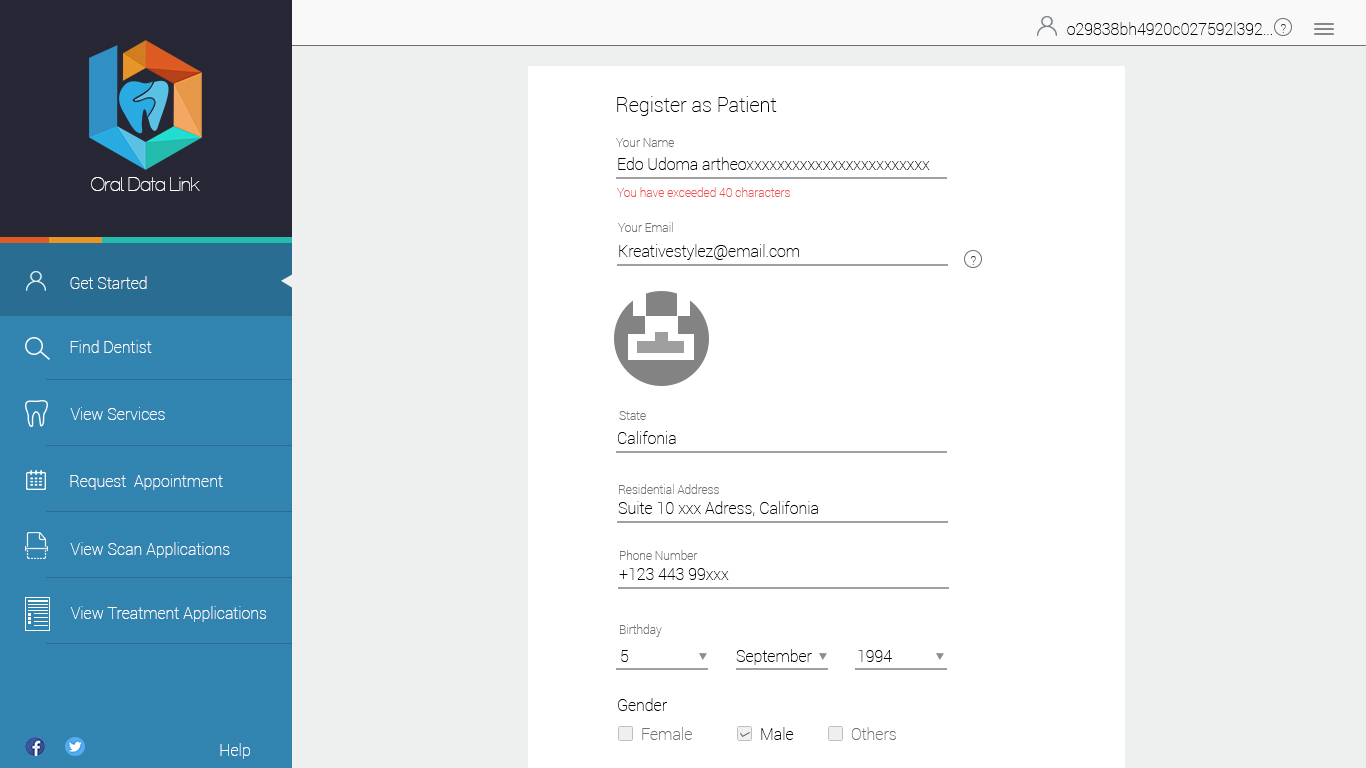 Oral Data Link
Get Started
Find Dentist
View Services
Request Appointment
View Scan Applications
View Treatment Applications
Help
o29838bh4920c027592l392...
?
Register as Patient
Your Name
Edo Udoma artheoxxxxxxxxxxxxxxxxxxxxxxxx
You have exceeded 40 characters
Your Email
Kreativestylez@email.com
?
State
Califonia
Residential Address
Suite 10 xxx Adress, Califonia
Phone Number
+123 443 99xxx
Birthday
5 September 1994
Gender
Female Male Others